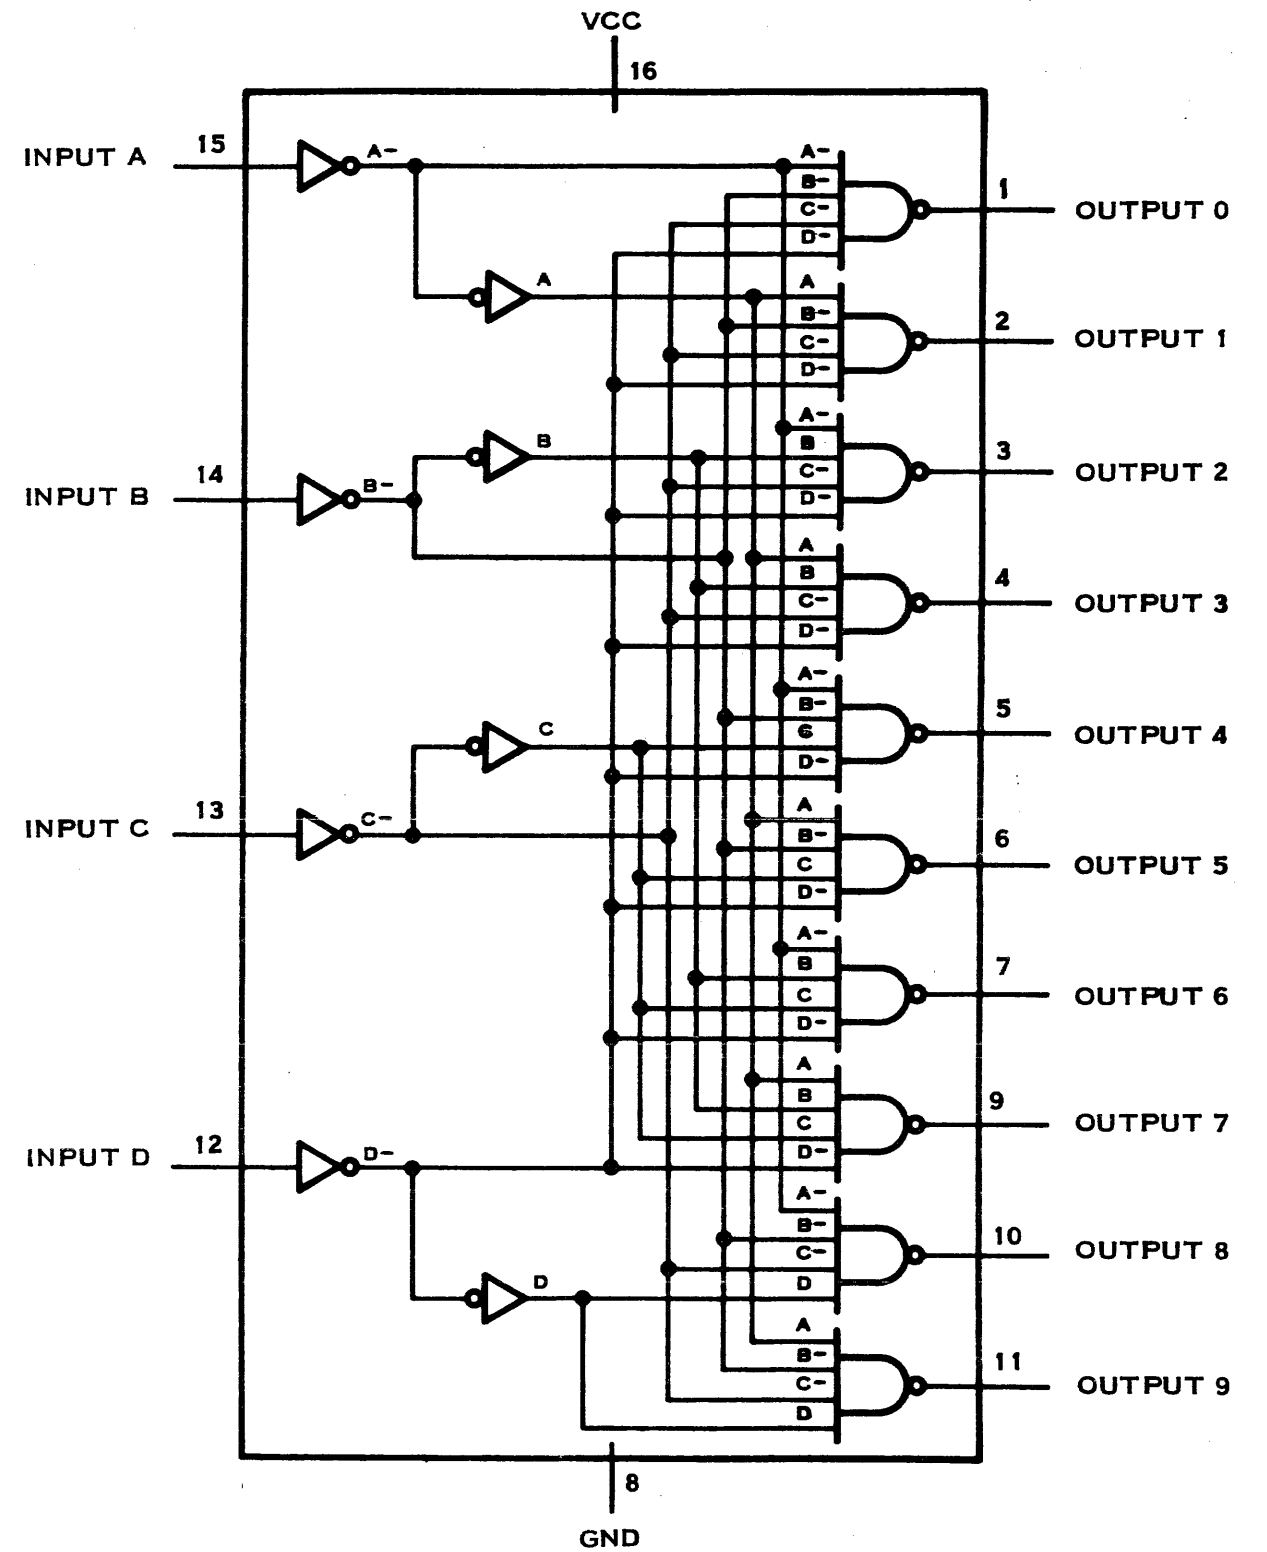 VCC
16
INPUT A 15 A-
A-
B-
C-
D-
1 OUTPUT 0
A
A
B-
C-
D-
2 OUTPUT 1
B
A-
B
C-
D-
3 OUTPUT 2
INPUT B 14 B-
A
B
C-
D-
4 OUTPUT 3
A-
B-
C
D-
5 OUTPUT 4
C
INPUT C 13 C-
A
B-
C
D-
6 OUTPUT 5
A-
B
C
D-
7 OUTPUT 6
A
B
C
D-
9 OUTPUT 7
INPUT D 12 D-
A-
B-
C-
D
10 OUTPUT 8
D
A
B-
C-
D
11 OUTPUT 9
8
GND